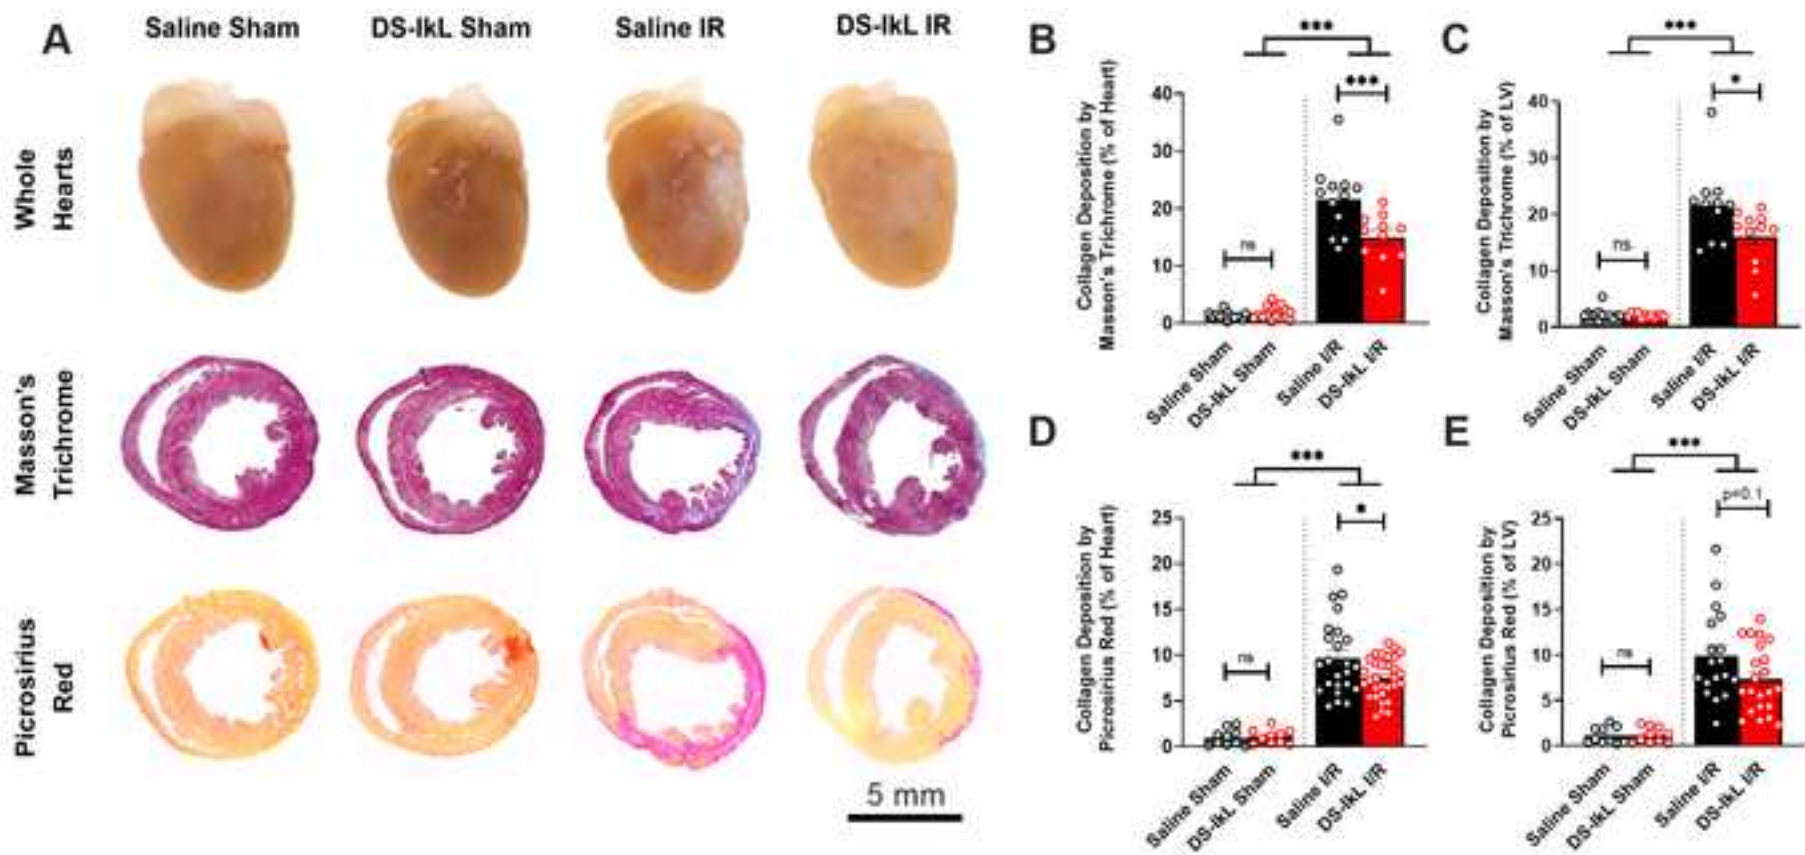 A
Saline Sham
DS-IkL Sham
Saline IR
DS-IkL IR
Whole
Hearts
Masson's
Trichrome
Picrosirius
Red
5 mm
B
***
***
Collagen Deposition by
Masson's Trichrome (% of Heart)
40
30
20
10
0
ns
Saline Sham
DS-IkL Sham
Saline I/R
DS-IkL I/R
C
***
*
Collagen Deposition by
Masson's Trichrome (% of LV)
40
30
20
10
0
ns
Saline Sham
DS-IkL Sham
Saline I/R
DS-IkL I/R
D
***
*
Collagen Deposition by
Picrosirius Red (% of Heart)
25
20
15
10
5
0
ns
Saline Sham
DS-IkL Sham
Saline I/R
DS-IkL I/R
E
***
p=0.1
Collagen Deposition by
Picrosirius Red (% of LV)
25
20
15
10
5
0
ns
Saline Sham
DS-IkL Sham
Saline I/R
DS-IkL I/R